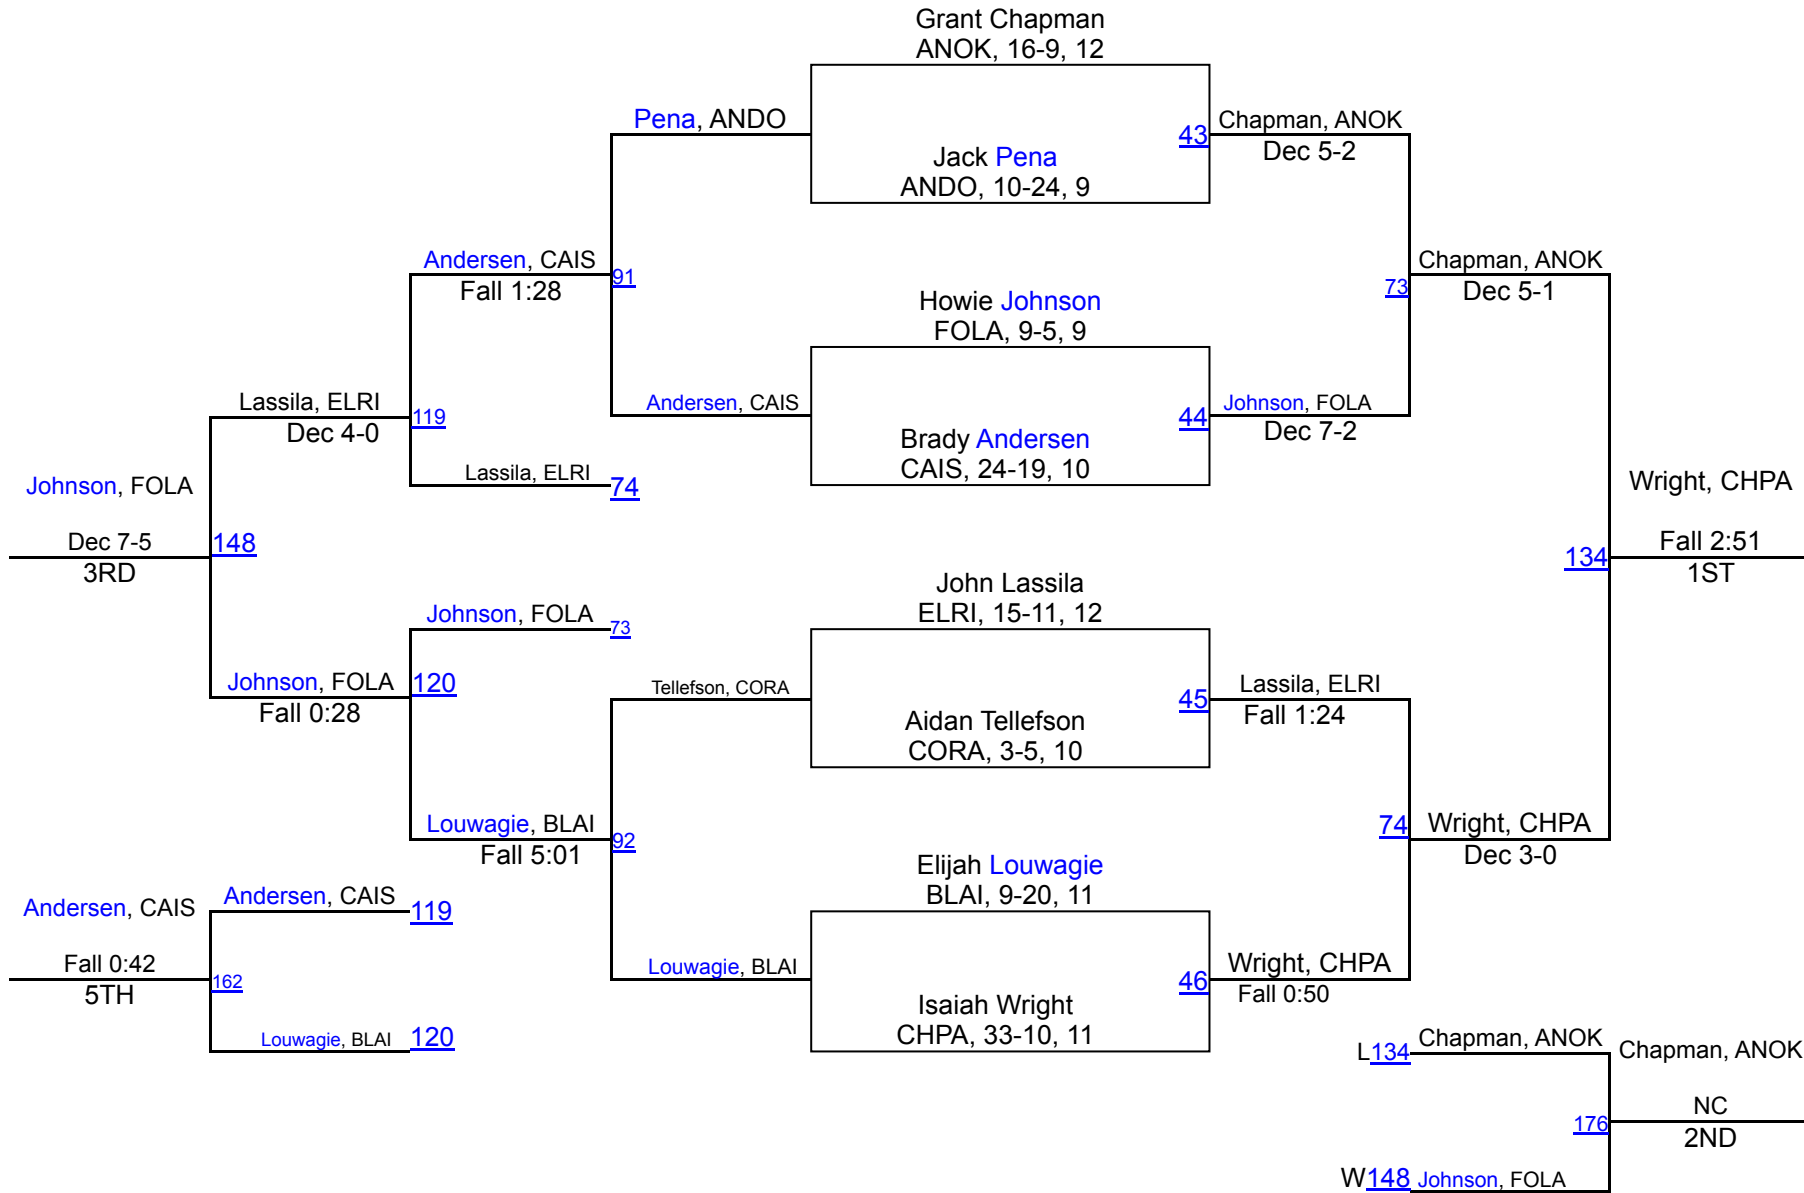 Grant Chapman
ANOK, 16-9, 12
Pena, ANDO
43
Chapman, ANOK
Dec 5-2
Jack Pena
ANDO, 10-24, 9
Andersen, CAIS
Fall 1:28
91
Chapman, ANOK
Dec 5-1
73
Howie Johnson
FOLA, 9-5, 9
Andersen, CAIS
44
Johnson, FOLA
Dec 7-2
Brady Andersen
CAIS, 24-19, 10
Lassila, ELRI
Dec 4-0
119
Lassila, ELRI
74
Johnson, FOLA
Dec 7-5
3RD
148
Wright, CHPA
Fall 2:51
1ST
134
John Lassila
ELRI, 15-11, 12
Johnson, FOLA
73
Johnson, FOLA
Fall 0:28
120
Tellefson, CORA
45
Lassila, ELRI
Fall 1:24
Aidan Tellefson
CORA, 3-5, 10
Louwagie, BLAI
Fall 5:01
92
74
Wright, CHPA
Dec 3-0
Elijah Louwagie
BLAI, 9-20, 11
Andersen, CAIS
Fall 0:42
5TH
Andersen, CAIS
119
162
Louwagie, BLAI
120
Louwagie, BLAI
46
Wright, CHPA
Fall 0:50
Isaiah Wright
CHPA, 33-10, 11
L134
Chapman, ANOK
Chapman, ANOK
NC
2ND
176
W148
Johnson, FOLA